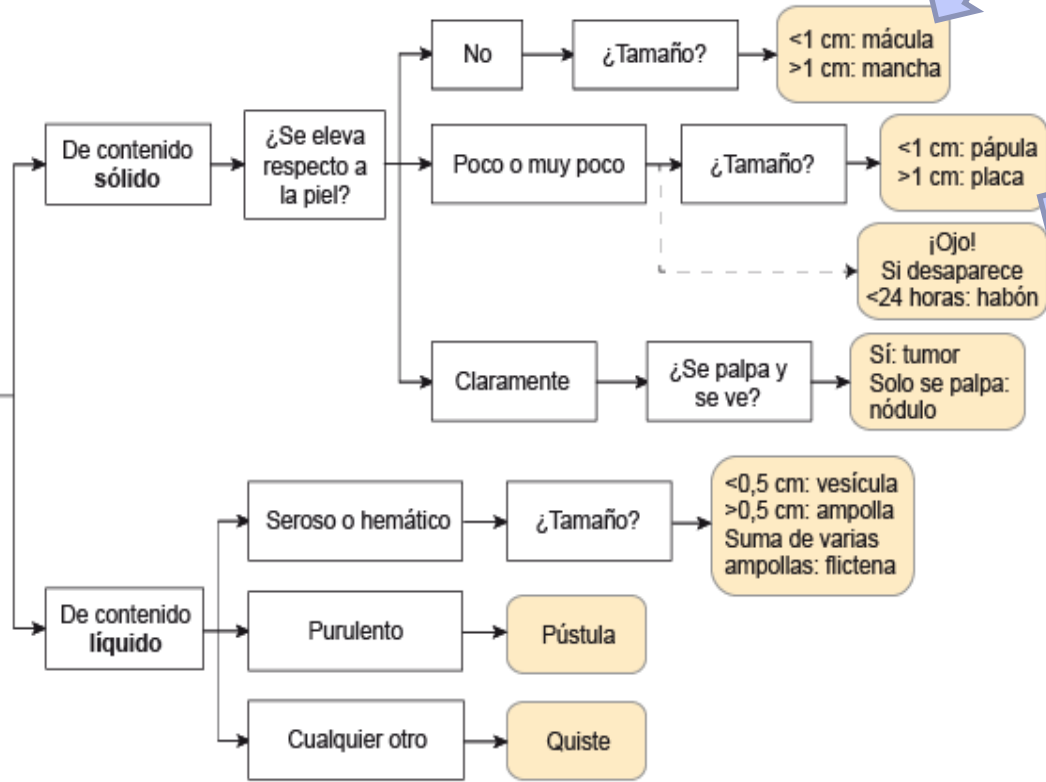 De contenido
sólido
¿Se eleva
respecto a
la piel?
No
¿Tamaño?
<1 cm: mácula
>1 cm: mancha
Poco o muy poco
¿Tamaño?
<1 cm: pápula
>1 cm: placa
¡Ojo!
Si desaparece
<24 horas: habón
Claramente
¿Se palpa y
se ve?
Sí: tumor
Solo se palpa:
nódulo
De contenido
líquido
Seroso o hemático
¿Tamaño?
<0,5 cm: vesícula
>0,5 cm: ampolla
Suma de varias
ampollas: flictena
Purulento
Pústula
Cualquier otro
Quiste